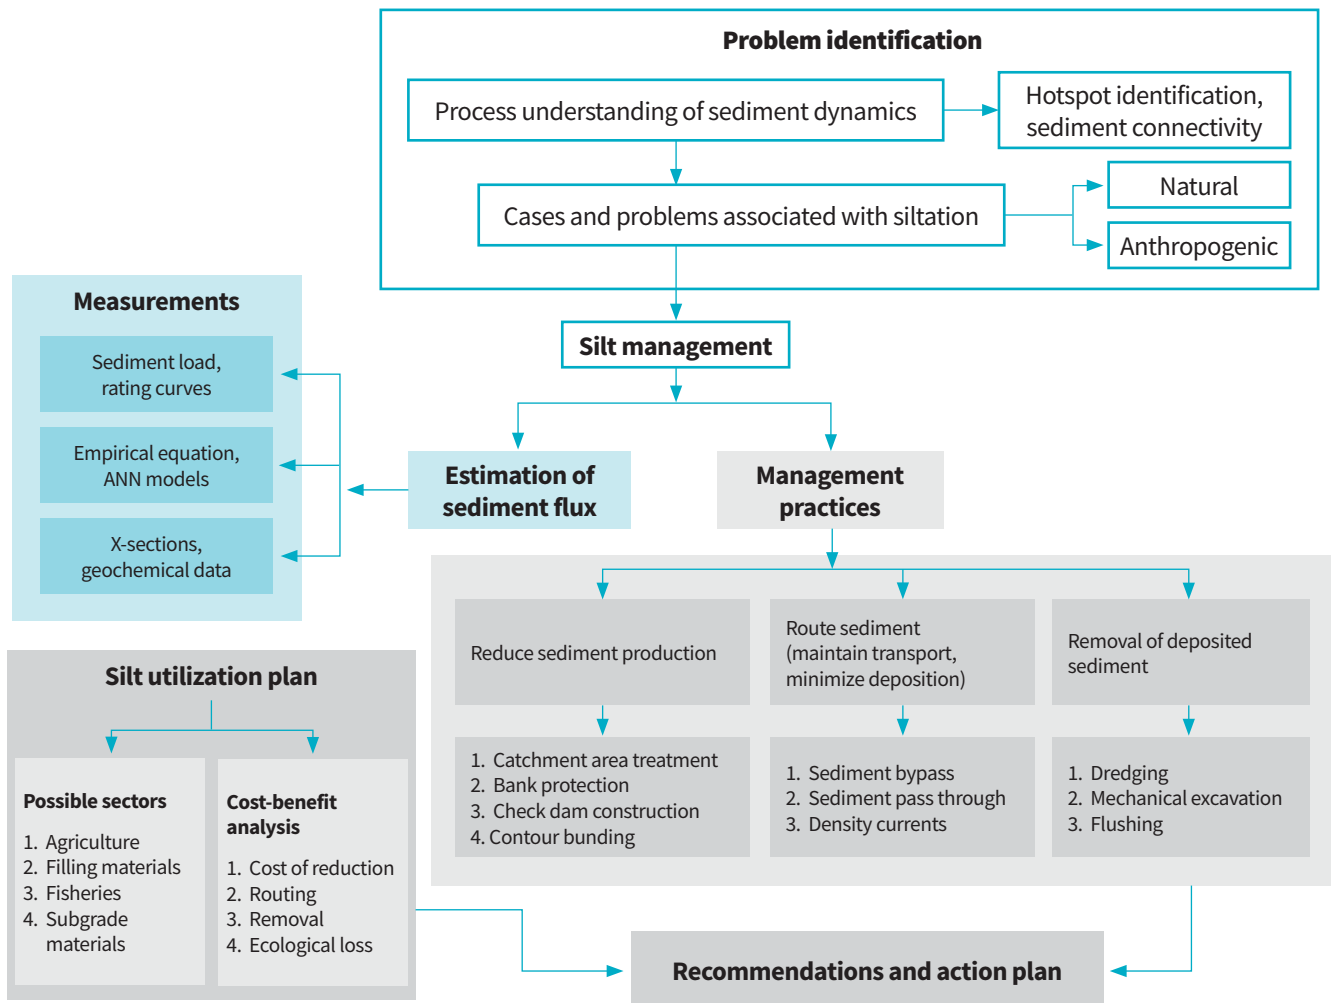 Problem identification
Process understanding of sediment dynamics
Hotspot identification,
sediment connectivity
Cases and problems associated with siltation
Natural
Anthropogenic
Silt management
Measurements
Sediment load,
rating curves
Empirical equation,
ANN models
X-sections,
geochemical data
Estimation of
sediment flux
Management
practices
Reduce sediment production
Route sediment
(maintain transport,
minimize deposition)
Removal of deposited
sediment
1. Catchment area treatment
2. Bank protection
3. Check dam construction
4. Contour bunding
1. Sediment bypass
2. Sediment pass through
3. Density currents
1. Dredging
2. Mechanical excavation
3. Flushing
Silt utilization plan
Possible sectors
1. Agriculture
2. Filling materials
3. Fisheries
4. Subgrade
materials
Cost-benefit
analysis
1. Cost of reduction
2. Routing
3. Removal
4. Ecological loss
Recommendations and action plan